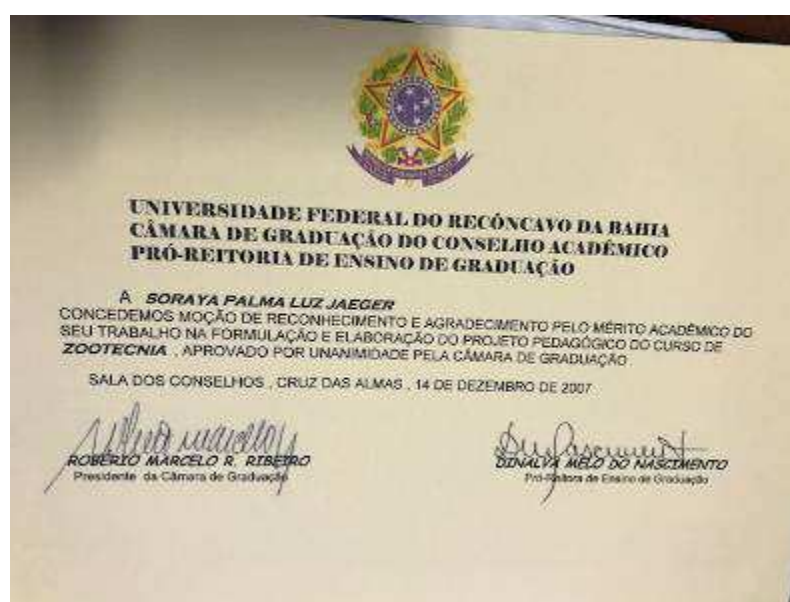 UNIVERSIDADE FEDERAL DO RECÔNCAVO DA BAHIA
CÂMARA DE GRADUAÇÃO DO CONSELHO ACADÊMICO
PRÓ-REITORIA DE ENSINO DE GRADUAÇÃO
A SORAYA PALMA LUZ JAEGER
CONCEDEMOS MOÇÃO DE RECONHECIMENTO E AGRADECIMENTO PELO MÉRITO ACADÊMICO DO
SEU TRABALHO NA FORMULAÇÃO E ELABORAÇÃO DO PROJETO PEDAGÓGICO DO CURSO DE
ZOOTECNIA , APROVADO POR UNANIMIDADE PELA CÂMARA DE GRADUAÇÃO .
SALA DOS CONSELHOS , CRUZ DAS ALMAS , 14 DE DEZEMBRO DE 2007
ROBÉRIO MARCELO R. RIBEIRO
Presidente da Câmara de Graduação
DINALVA MELO DO NASCIMENTO
Pró-Reitora de Ensino de Graduação